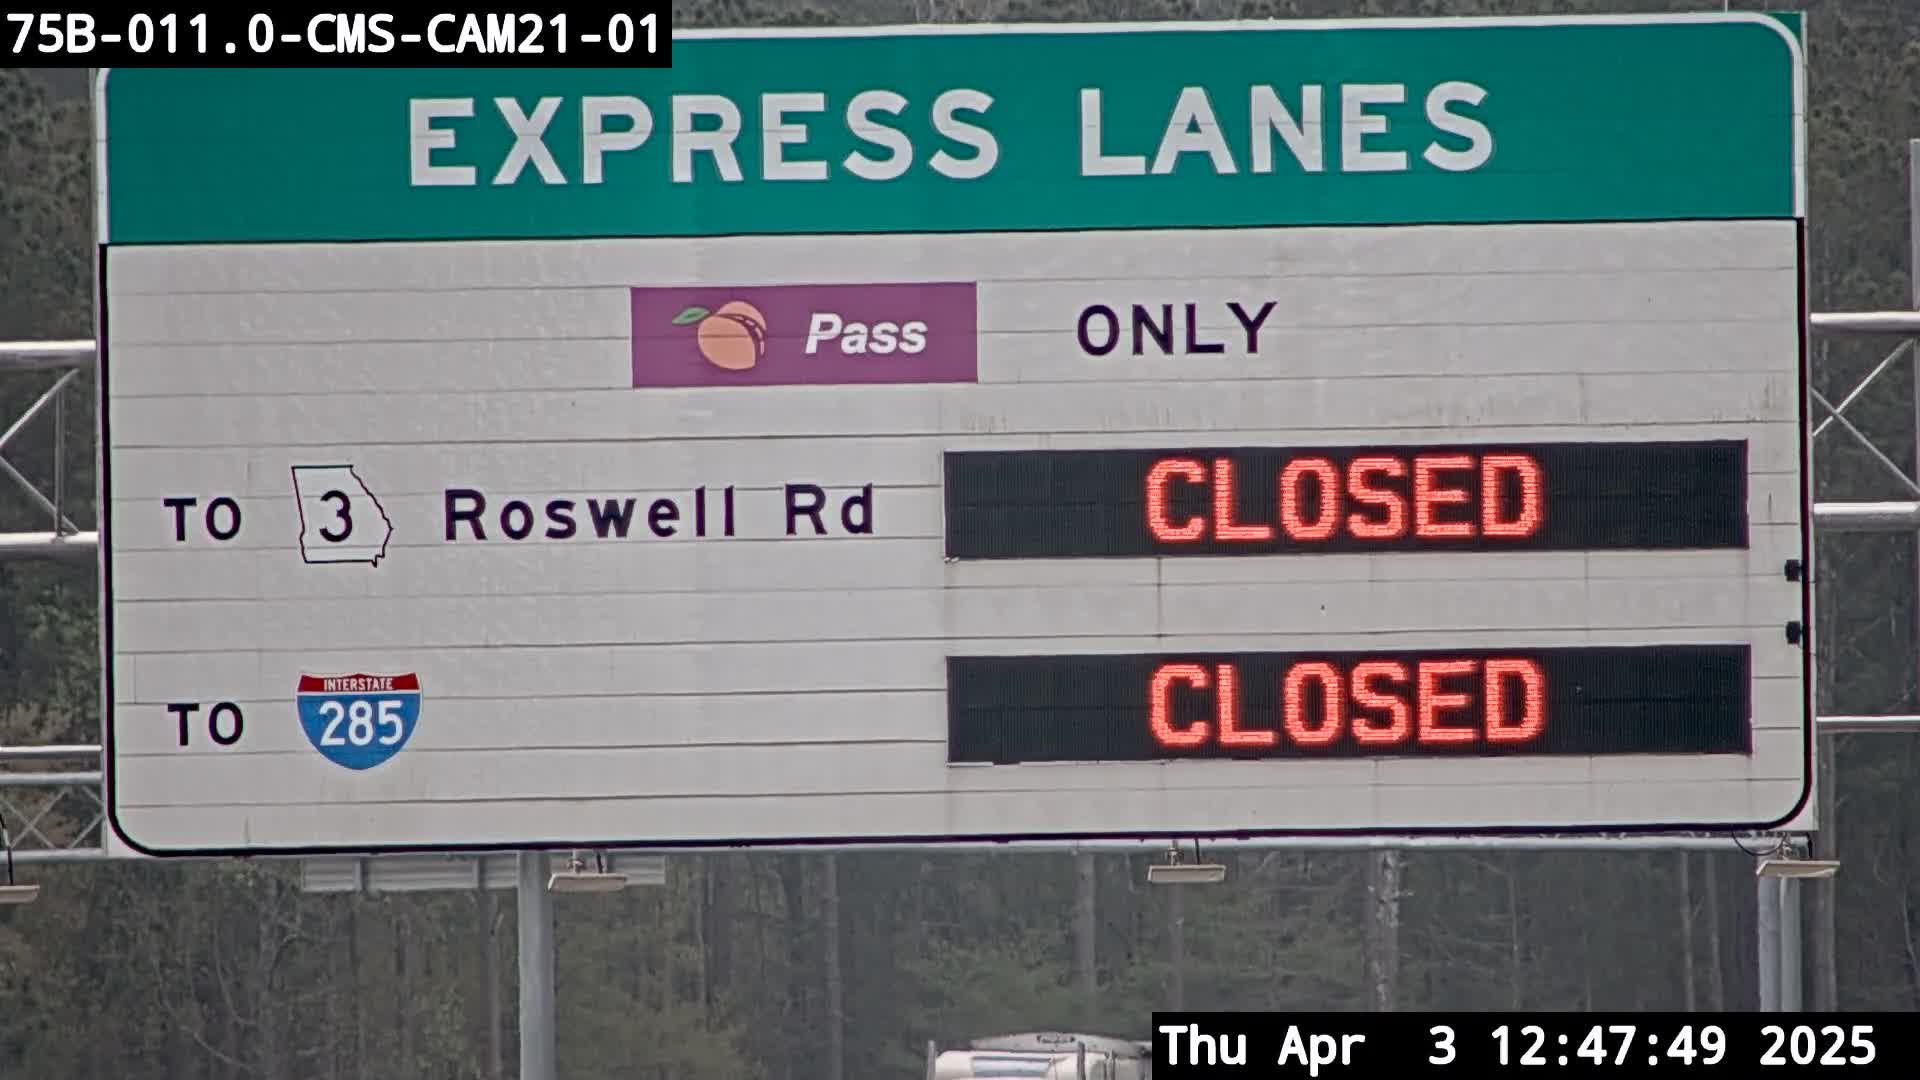 75B-011.0-CMS-CAM21-01
EXPRESS LANES
Pass ONLY
TO 3 Roswell Rd CLOSED
TO INTERSTATE 285 CLOSED
Thu Apr 3 12:47:49 2025